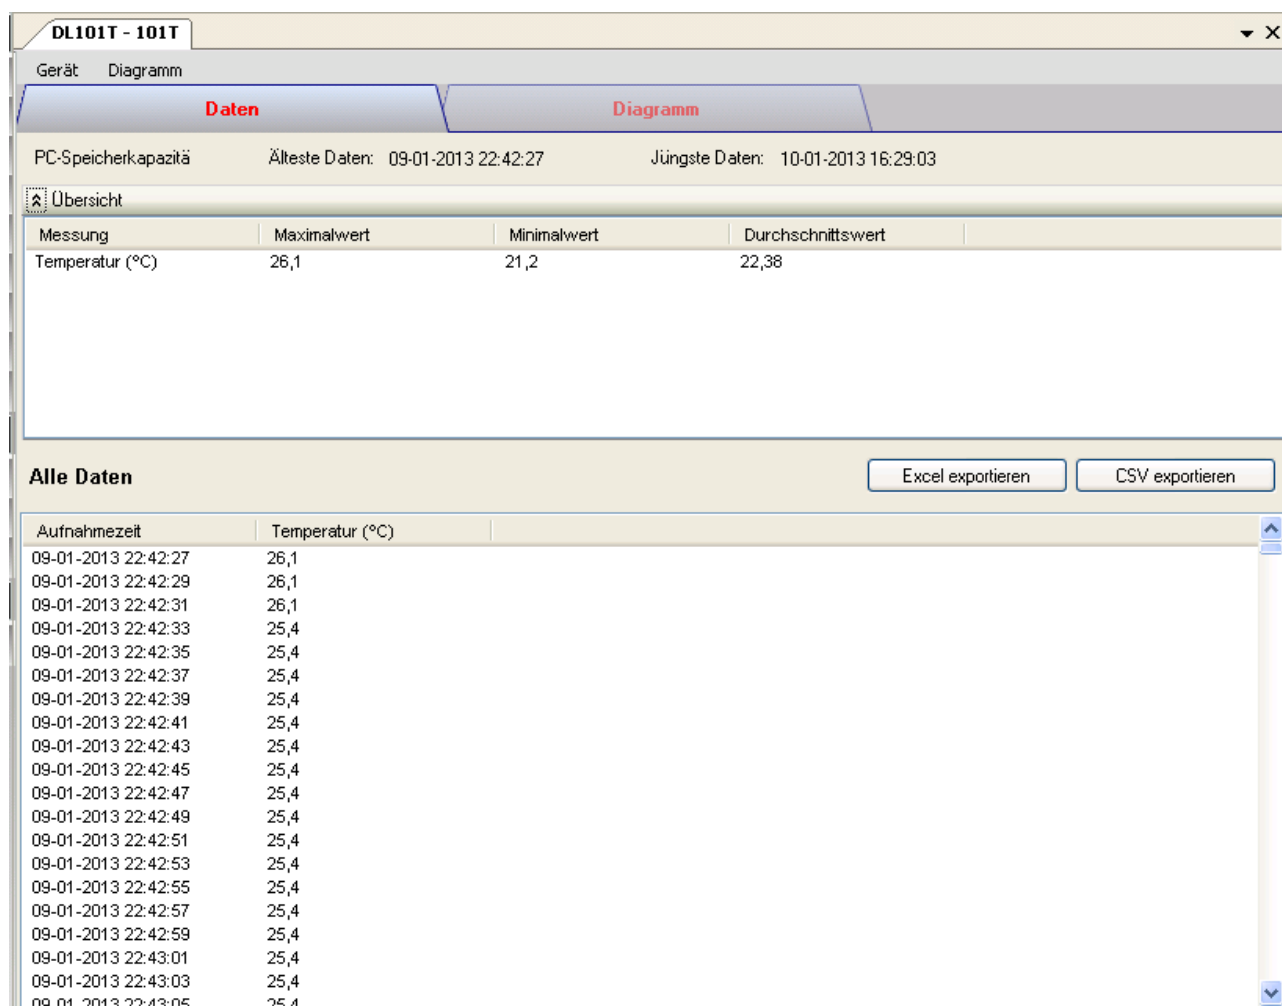 DL101T - 101T
Gerät Diagramm
Daten Diagramm
PC-Speicherkapazitä Älteste Daten: 09-01-2013 22:42:27 Jüngste Daten: 10-01-2013 16:29:03
Übersicht
Messung Maximalwert Minimalwert Durchschnittswert
Temperatur (°C) 26,1 21,2 22,38
Alle Daten Excel exportieren CSV exportieren
Aufnahmezeit Temperatur (°C)
09-01-2013 22:42:27 26,1
09-01-2013 22:42:29 26,1
09-01-2013 22:42:31 26,1
09-01-2013 22:42:33 25,4
09-01-2013 22:42:35 25,4
09-01-2013 22:42:37 25,4
09-01-2013 22:42:39 25,4
09-01-2013 22:42:41 25,4
09-01-2013 22:42:43 25,4
09-01-2013 22:42:45 25,4
09-01-2013 22:42:47 25,4
09-01-2013 22:42:49 25,4
09-01-2013 22:42:51 25,4
09-01-2013 22:42:53 25,4
09-01-2013 22:42:55 25,4
09-01-2013 22:42:57 25,4
09-01-2013 22:42:59 25,4
09-01-2013 22:43:01 25,4
09-01-2013 22:43:03 25,4
09-01-2013 22:43:05 25,4